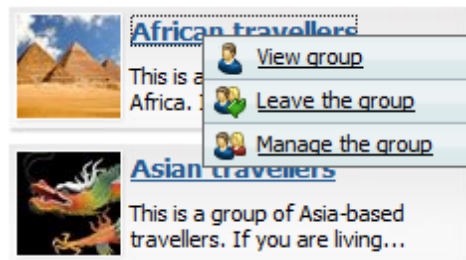 African travellers
View group
This is a
Africa.
Leave the group
Manage the group
Asian travellers
This is a group of Asia-based
travellers. If you are living...